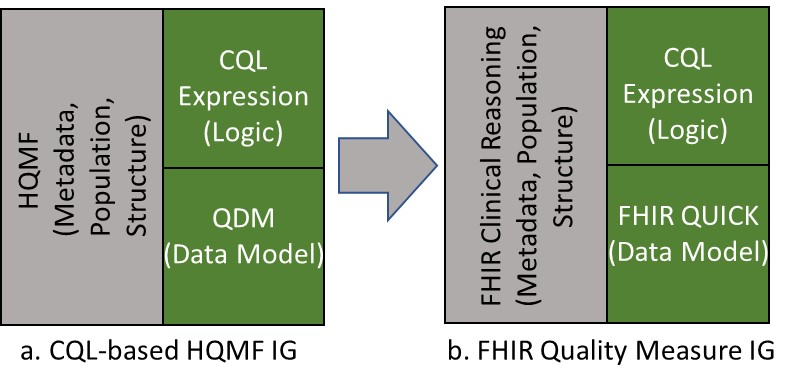 HQMF
(Metadata,
Population,
Structure)
CQL
Expression
(Logic)
QDM
(Data Model)
a. CQL-based HQMF IG
FHIR Clinical Reasoning
(Metadata, Population,
Structure)
CQL
Expression
(Logic)
FHIR QUICK
(Data Model)
b. FHIR Quality Measure IG